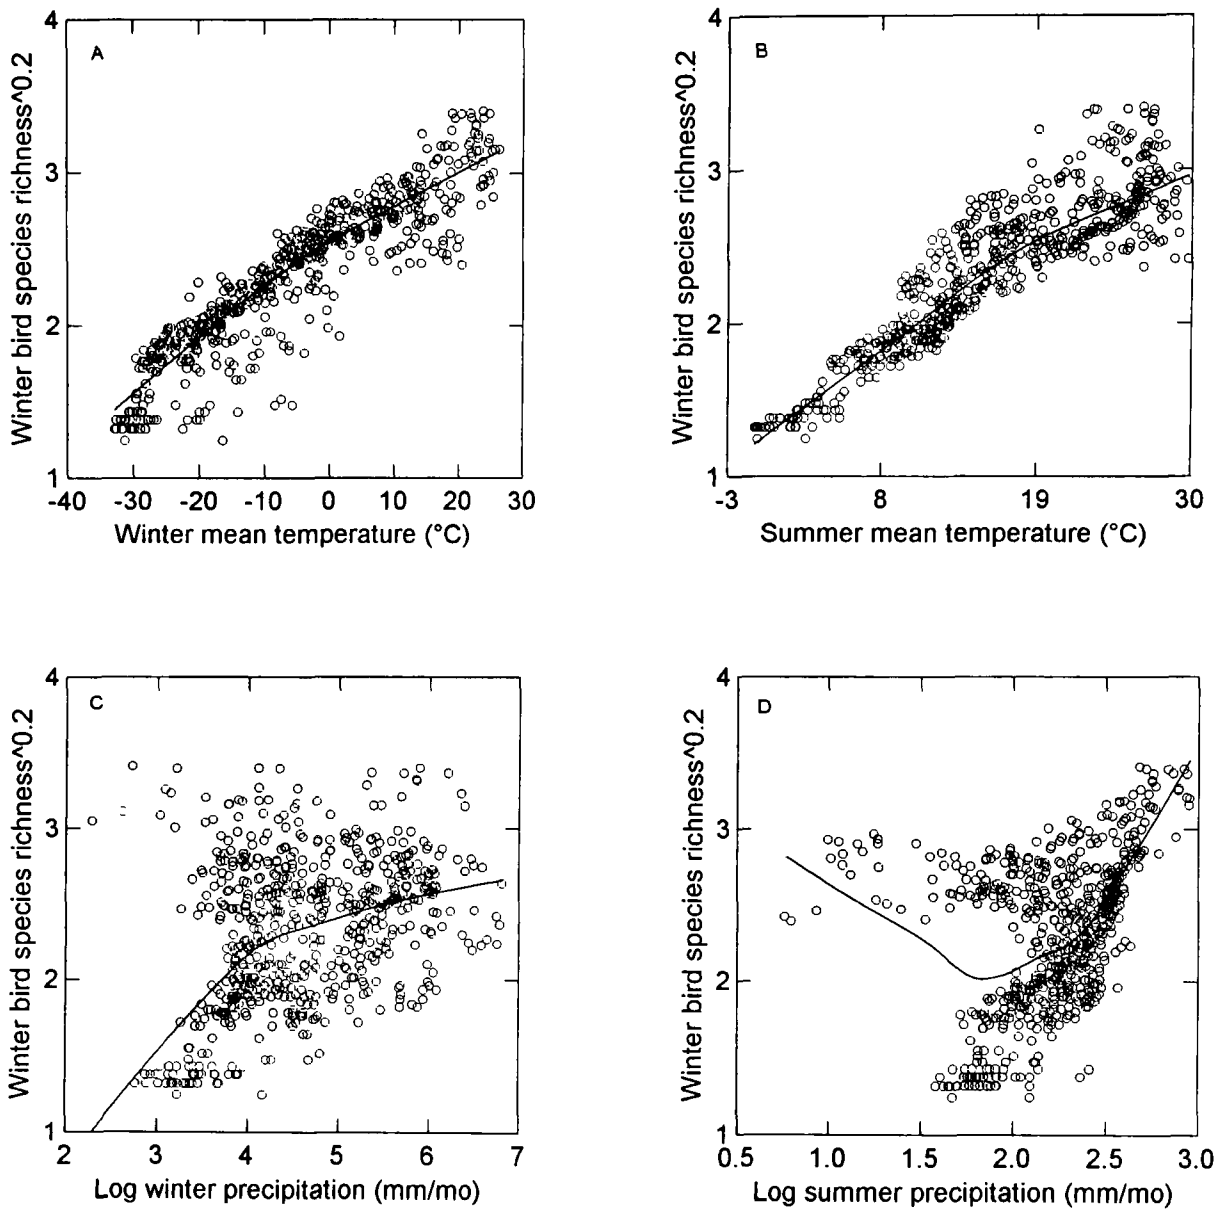 A
Winter bird species richness^0.2
4
3
2
1
-40 -30 -20 -10 0 10 20 30
Winter mean temperature (°C)
B
Winter bird species richness^0.2
4
3
2
1
-3 8 19 30
Summer mean temperature (°C)
C
Winter bird species richness^0.2
4
3
2
1
2 3 4 5 6 7
Log winter precipitation (mm/mo)
D
Winter bird species richness^0.2
4
3
2
1
0.5 1.0 1.5 2.0 2.5 3.0
Log summer precipitation (mm/mo)